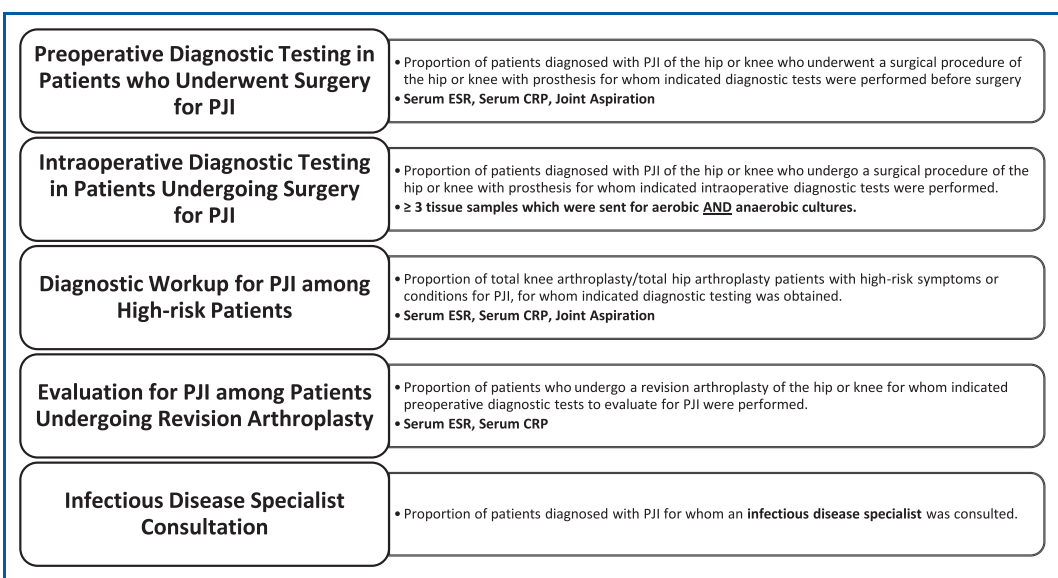 Preoperative Diagnostic Testing in
Patients who Underwent Surgery
for PJI
• Proportion of patients diagnosed with PJI of the hip or knee who underwent a surgical procedure of
the hip or knee with prosthesis for whom indicated diagnostic tests were performed before surgery
• Serum ESR, Serum CRP, Joint Aspiration
Intraoperative Diagnostic Testing
in Patients Undergoing Surgery
for PJI
• Proportion of patients diagnosed with PJI of the hip or knee who undergo a surgical procedure of the
hip or knee with prosthesis for whom indicated intraoperative diagnostic tests were performed.
• ≥ 3 tissue samples which were sent for aerobic AND anaerobic cultures.
Diagnostic Workup for PJI among
High-risk Patients
• Proportion of total knee arthroplasty/total hip arthroplasty patients with high-risk symptoms or
conditions for PJI, for whom indicated diagnostic testing was obtained.
• Serum ESR, Serum CRP, Joint Aspiration
Evaluation for PJI among Patients
Undergoing Revision Arthroplasty
• Proportion of patients who undergo a revision arthroplasty of the hip or knee for whom indicated
preoperative diagnostic tests to evaluate for PJI were performed.
• Serum ESR, Serum CRP
Infectious Disease Specialist
Consultation
• Proportion of patients diagnosed with PJI for whom an infectious disease specialist was consulted.